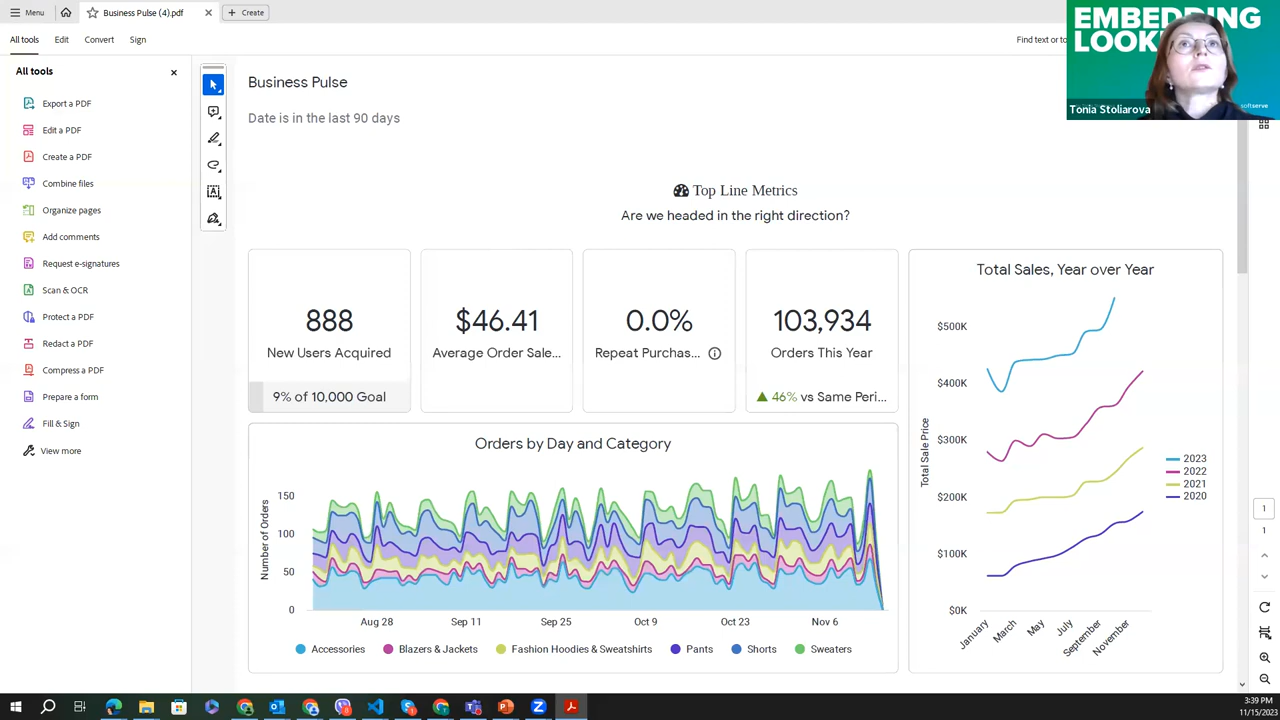 Menu
Business Pulse (4).pdf
Create
All tools
Edit
Convert
Sign
Find text or to
EMBEDDING
LOOK
Tonia Stoliarova
softserve
All tools
Export a PDF
Edit a PDF
Create a PDF
Combine files
Organize pages
Add comments
Request e-signatures
Scan & OCR
Protect a PDF
Redact a PDF
Compress a PDF
Prepare a form
Fill & Sign
View more
Business Pulse
Date is in the last 90 days
Top Line Metrics
Are we headed in the right direction?
888
New Users Acquired
9% of 10,000 Goal
$46.41
Average Order Sale...
0.0%
Repeat Purchas...
103,934
Orders This Year
▲ 46% vs Same Peri...
Total Sales, Year over Year
Total Sale Price
$500K
$400K
$300K
$200K
$100K
$0K
January
March
May
July
September
November
2023
2022
2021
2020
Orders by Day and Category
Number of Orders
150
100
50
0
Aug 28
Sep 11
Sep 25
Oct 9
Oct 23
Nov 6
Accessories
Blazers & Jackets
Fashion Hoodies & Sweatshirts
Pants
Shorts
Sweaters
1
1
3:39 PM
11/15/2023